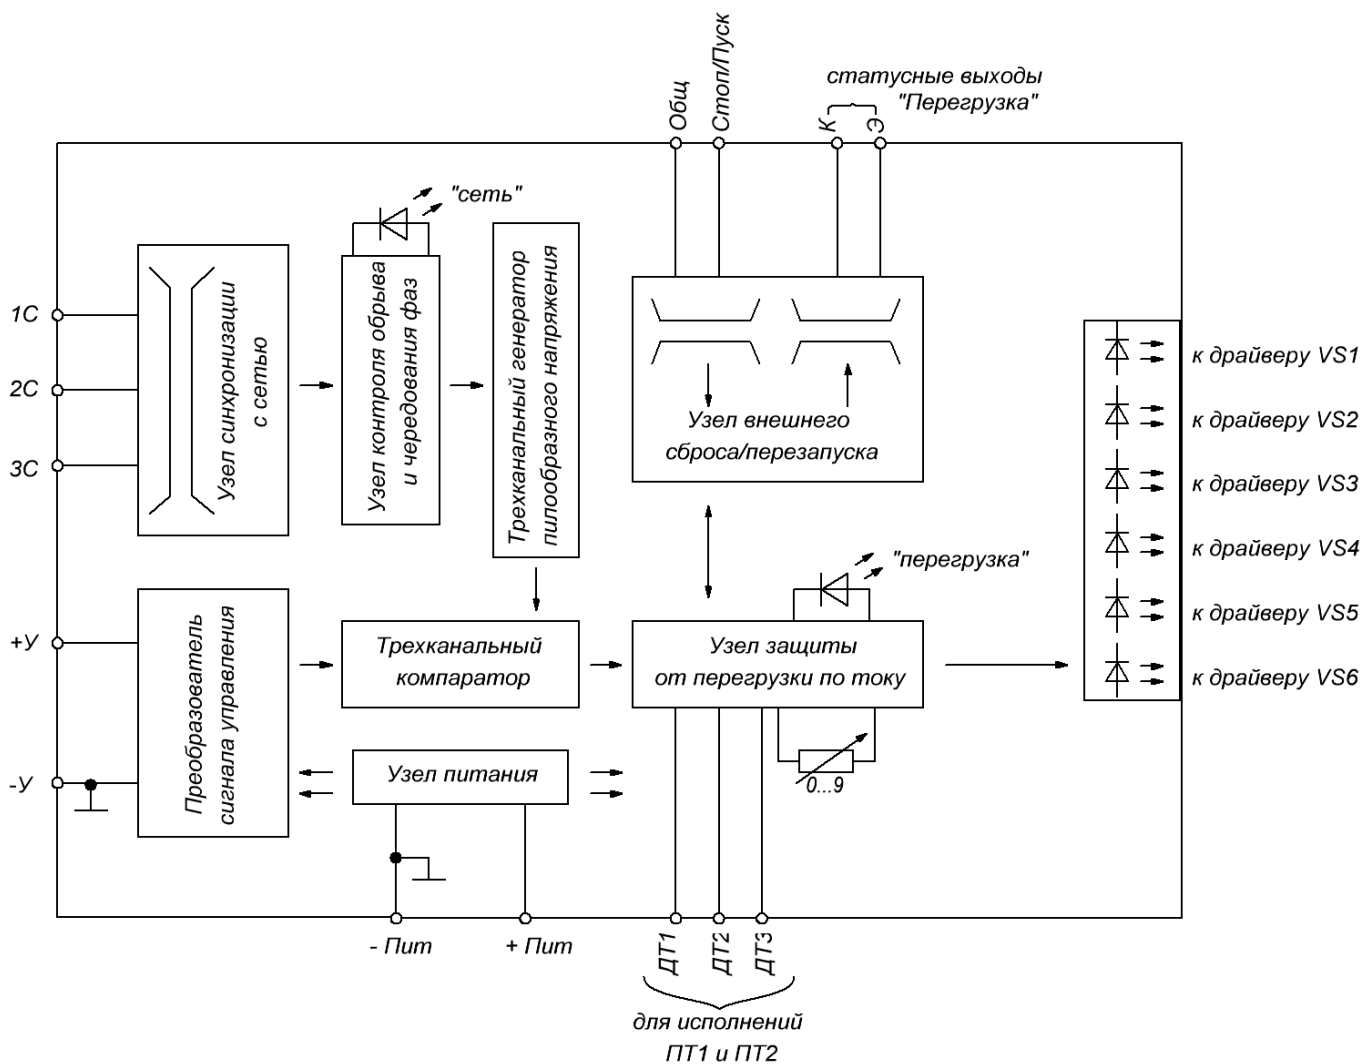 Общ
Стоп/Пуск
статусные выходы
"Перегрузка"
К
Э
"сеть"
1С
2С
3С
Узел синхронизации
с сетью
Узел контроля обрыва
и чередования фаз
Трехканальный генератор
пилообразного напряжения
Узел внешнего
сброса/перезапуска
к драйверу VS1
к драйверу VS2
к драйверу VS3
к драйверу VS4
к драйверу VS5
к драйверу VS6
"перегрузка"
+У
-У
Преобразователь
сигнала управления
Трехканальный
компаратор
Узел защиты
от перегрузки по току
Узел питания
0...9
- Пит
+ Пит
ДТ1
ДТ2
ДТ3
для исполнений
ПТ1 и ПТ2